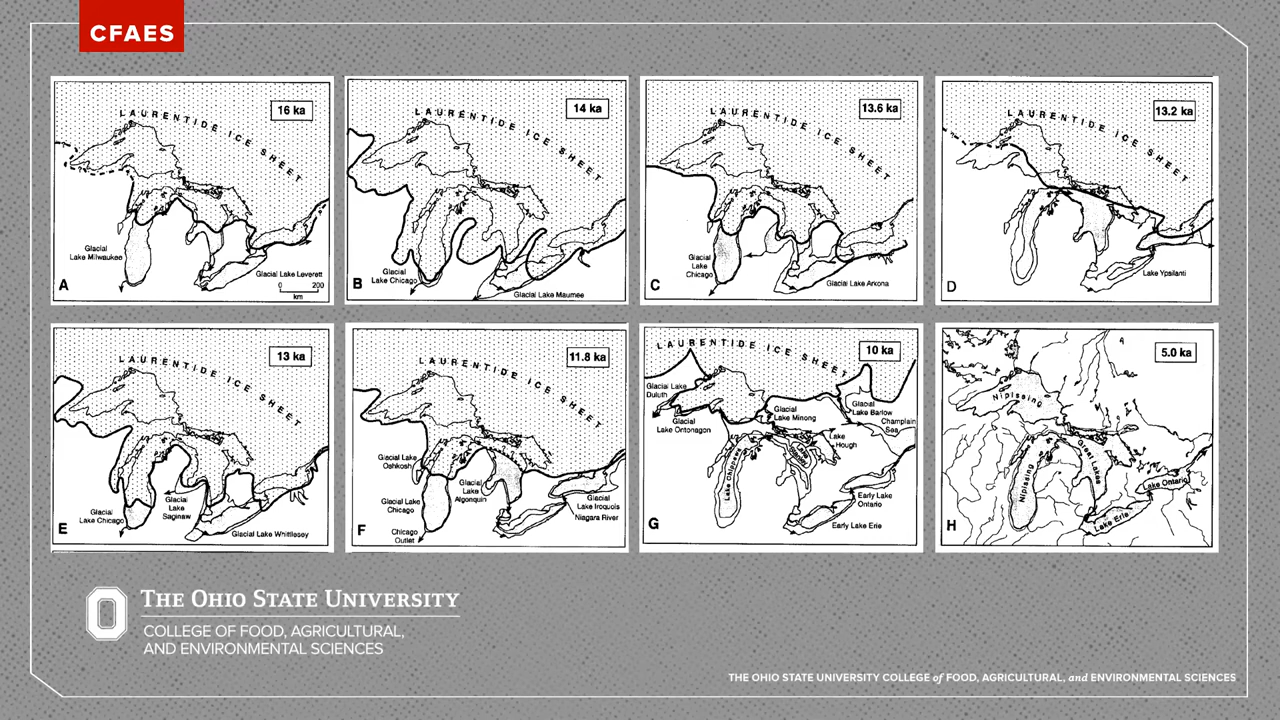 CFAES
LAURENTIDE ICE SHEET
16 ka
Glacial
Lake Milwaukee
Glacial Lake Leverett
0 200
km
A
LAURENTIDE ICE SHEET
14 ka
Glacial
Lake Chicago
Glacial Lake Maumee
B
LAURENTIDE ICE SHEET
13.6 ka
Glacial
Lake
Chicago
Glacial Lake Arkona
C
LAURENTIDE ICE SHEET
13.2 ka
Lake Ypsilanti
D
LAURENTIDE ICE SHEET
13 ka
Glacial
Lake Chicago
Glacial
Lake
Saginaw
Glacial Lake Whittlesey
E
LAURENTIDE ICE SHEET
11.8 ka
Glacial Lake
Oshkosh
Glacial Lake
Chicago
Glacial
Lake
Algonquin
Glacial
Lake Iroquois
Niagara River
Chicago
Outlet
F
LAURENTIDE ICE SHEET
10 ka
Glacial Lake
Duluth
Glacial
Lake Ontonagon
Glacial
Lake Minong
Glacial
Lake Barlow
Champlain
Sea
Lake
Hough
Lake Chippewa
Lake
Early Lake
Ontario
Early Lake Erie
G
5.0 ka
Nipissing
Nipissing
Great Lakes
Lake Ontario
Lake Erie
H
THE OHIO STATE UNIVERSITY
COLLEGE OF FOOD, AGRICULTURAL,
AND ENVIRONMENTAL SCIENCES
THE OHIO STATE UNIVERSITY COLLEGE of FOOD, AGRICULTURAL, and ENVIRONMENTAL SCIENCES